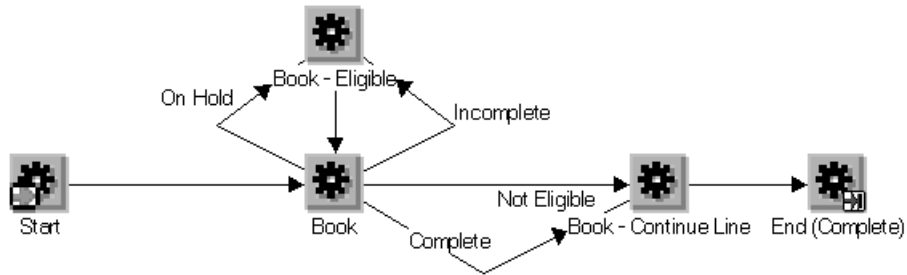 Book - Eligible
On Hold
Incomplete
Start
Book
Not Eligible
Book - Continue Line
End (Complete)
Complete